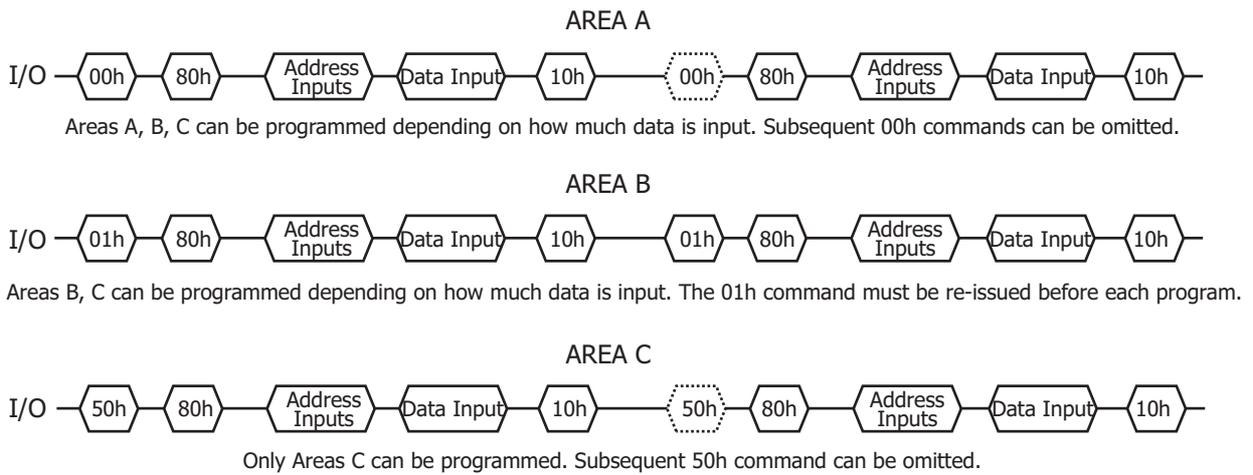 AREA A
I/O 00h 80h Address Inputs Data Input 10h 00h 80h Address Inputs Data Input 10h
Areas A, B, C can be programmed depending on how much data is input. Subsequent 00h commands can be omitted.
AREA B
I/O 01h 80h Address Inputs Data Input 10h 01h 80h Address Inputs Data Input 10h
Areas B, C can be programmed depending on how much data is input. The 01h command must be re-issued before each program.
AREA C
I/O 50h 80h Address Inputs Data Input 10h 50h 80h Address Inputs Data Input 10h
Only Areas C can be programmed. Subsequent 50h command can be omitted.